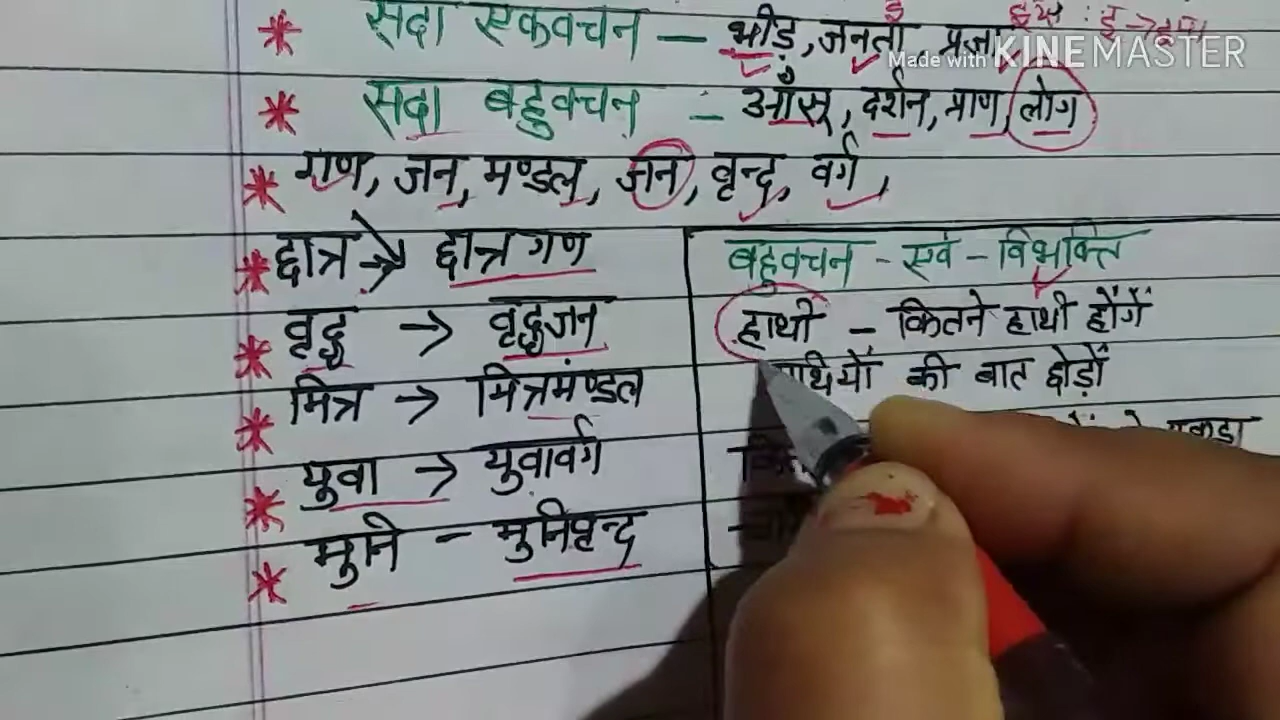 सदा एकवचन – भीड़, जनता, प्रजा
Made with KINEMASTER
सदा बहुवचन – आँसू, दर्शन, प्राण, लोग
गण, जन, मण्डल, जन, वृन्द, वर्ग,
छात्र → छात्रगण
वृद्ध → वृद्धजन
मित्र → मित्रमंण्डल
युवा → युवावर्ग
मुनि – मुनिवृन्द
बहुवचन - एवं - विभक्ति
हाथी – कितने हाथी होंगें
की बात छोड़ों